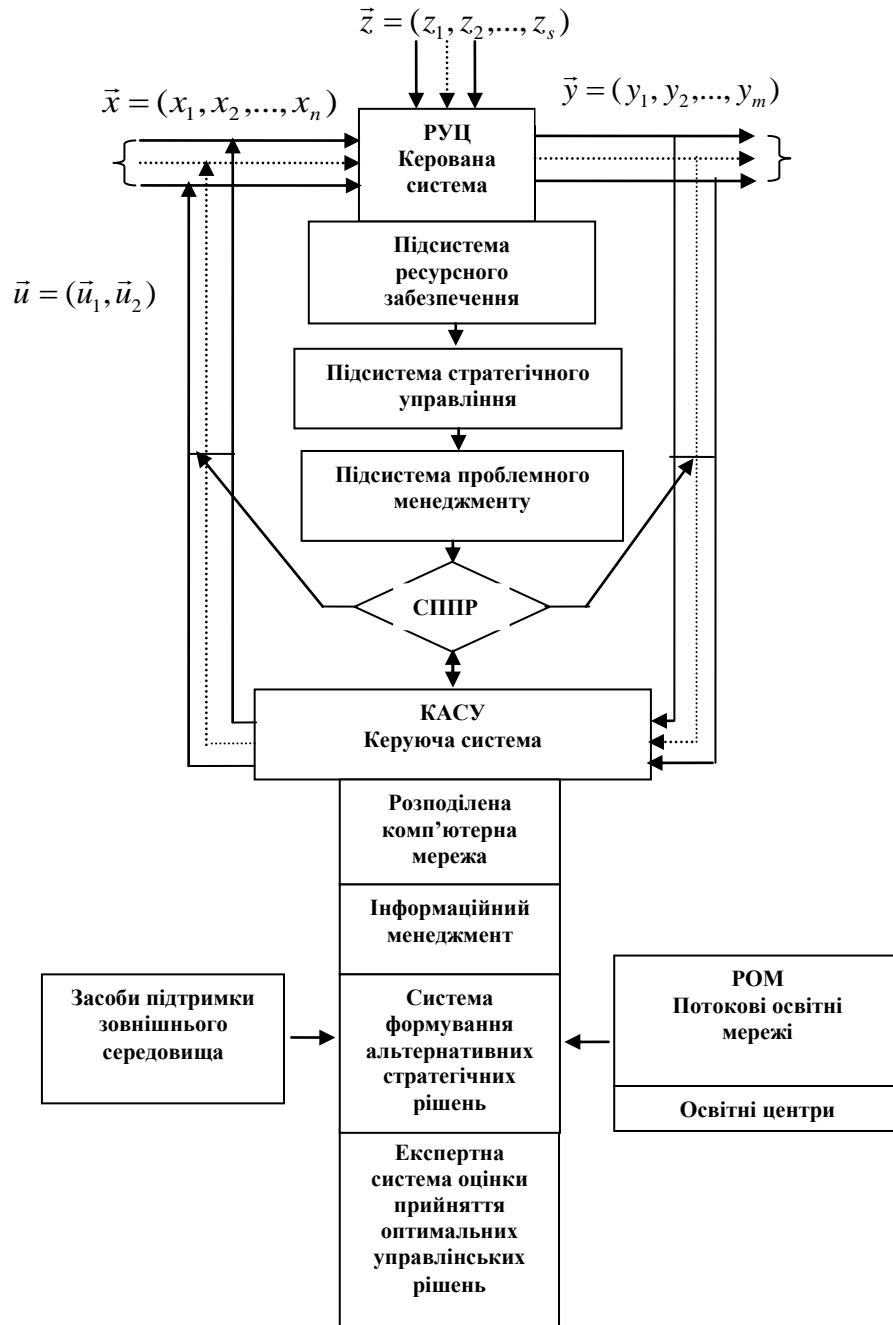 z⃗ = (z₁, z₂,..., zₛ)
x⃗ = (x₁, x₂,..., xₙ)
y⃗ = (y₁, y₂,..., yₘ)
РУЦ
Керована
система
Підсистема
ресурсного
забезпечення
u⃗ = (u⃗₁, u⃗₂)
Підсистема стратегічного
управління
Підсистема проблемного
менеджменту
СППР
КАСУ
Керуюча система
Розподілена
комп’ютерна
мережа
Інформаційний
менеджмент
Засоби підтримки
зовнішнього
середовища
Система
формування
альтернативних
стратегічних
рішень
РОМ
Потокові освітні
мережі
Освітні центри
Експертна
система оцінки
прийняття
оптимальних
управлінських
рішень